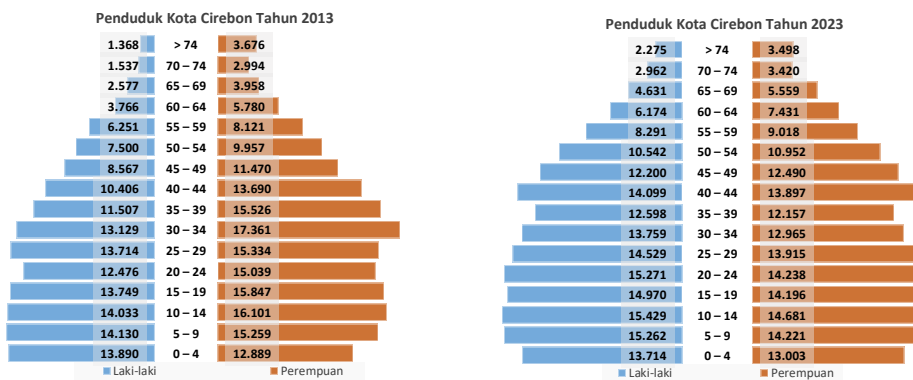 Penduduk Kota Cirebon Tahun 2013
1.368 > 74 3.676
1.537 70 – 74 2.994
2.577 65 – 69 3.958
3.766 60 – 64 5.780
6.251 55 – 59 8.121
7.500 50 – 54 9.957
8.567 45 – 49 11.470
10.406 40 – 44 13.690
11.507 35 – 39 15.526
13.129 30 – 34 17.361
13.714 25 – 29 15.334
12.476 20 – 24 15.039
13.749 15 – 19 15.847
14.033 10 – 14 16.101
14.130 5 – 9 15.259
13.890 0 – 4 12.889
Laki-laki Perempuan
Penduduk Kota Cirebon Tahun 2023
2.275 > 74 3.498
2.962 70 – 74 3.420
4.631 65 – 69 5.559
6.174 60 – 64 7.431
8.291 55 – 59 9.018
10.542 50 – 54 10.952
12.200 45 – 49 12.490
14.099 40 – 44 13.897
12.598 35 – 39 12.157
13.759 30 – 34 12.965
14.529 25 – 29 13.915
15.271 20 – 24 14.238
14.970 15 – 19 14.196
15.429 10 – 14 14.681
15.262 5 – 9 14.221
13.714 0 – 4 13.003
Laki-laki Perempuan